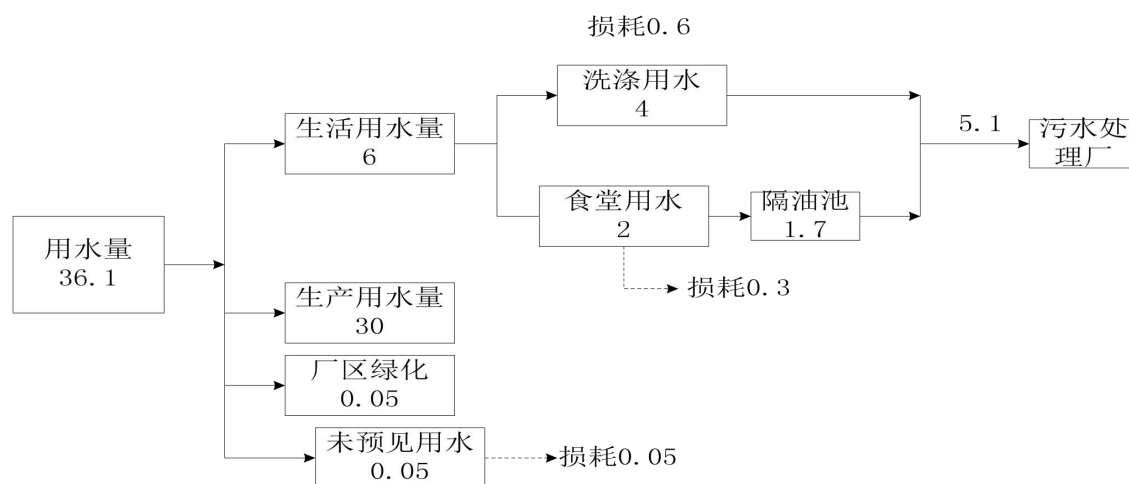 损耗0.6
洗涤用水
4
生活用水量
6
5.1
污水处
理厂
食堂用水
2
隔油池
1.7
用水量
36.1
损耗0.3
生产用水量
30
厂区绿化
0.05
未预见用水
0.05
损耗0.05